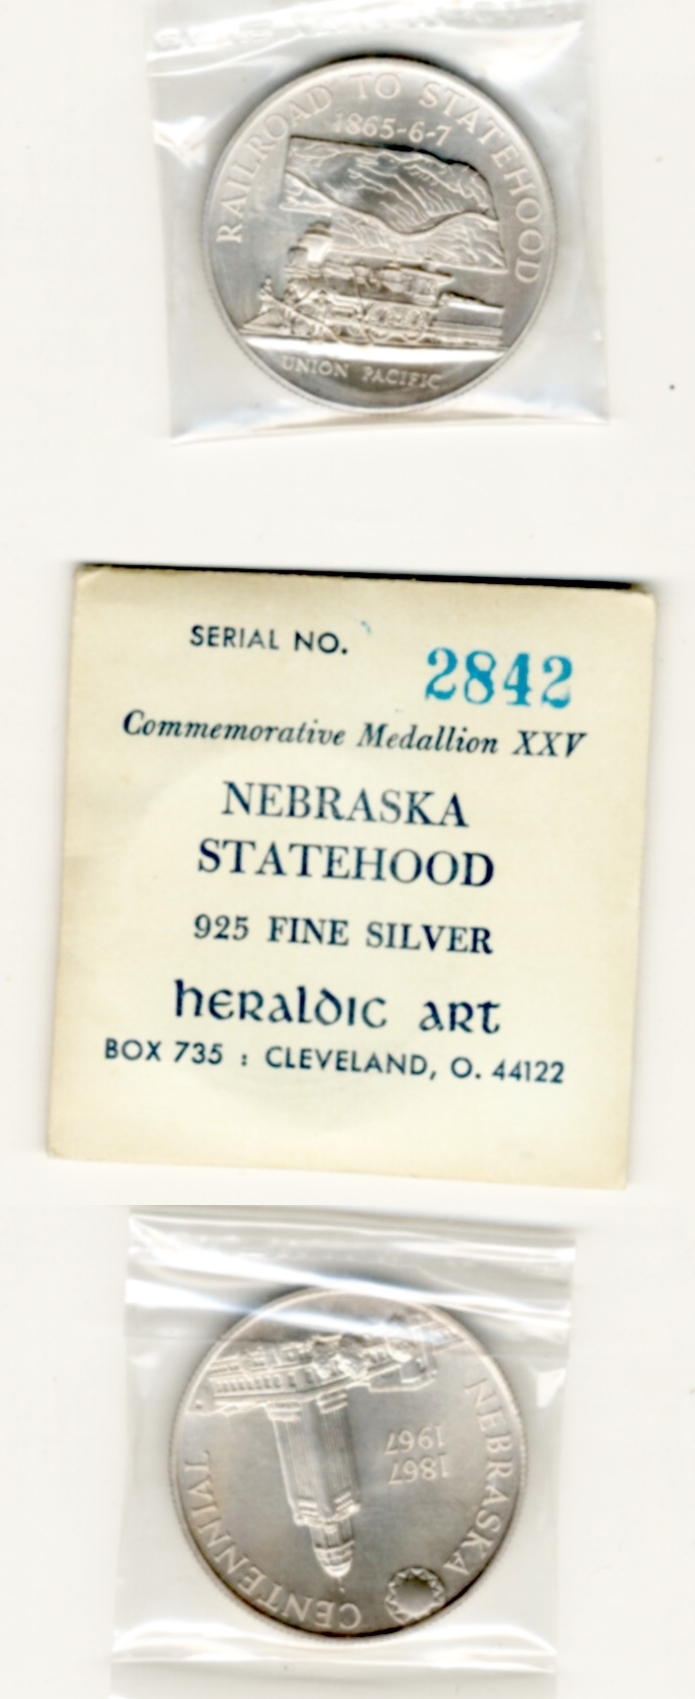 RAILROAD TO STATEHOOD
1865-6-7
UNION PACIFIC
SERIAL NO. 2842
Commemorative Medallion XXV
NEBRASKA
STATEHOOD
925 FINE SILVER
heraldic art
BOX 735 : CLEVELAND, O. 44122
NEBRASKA CENTENNIAL
1867
1967